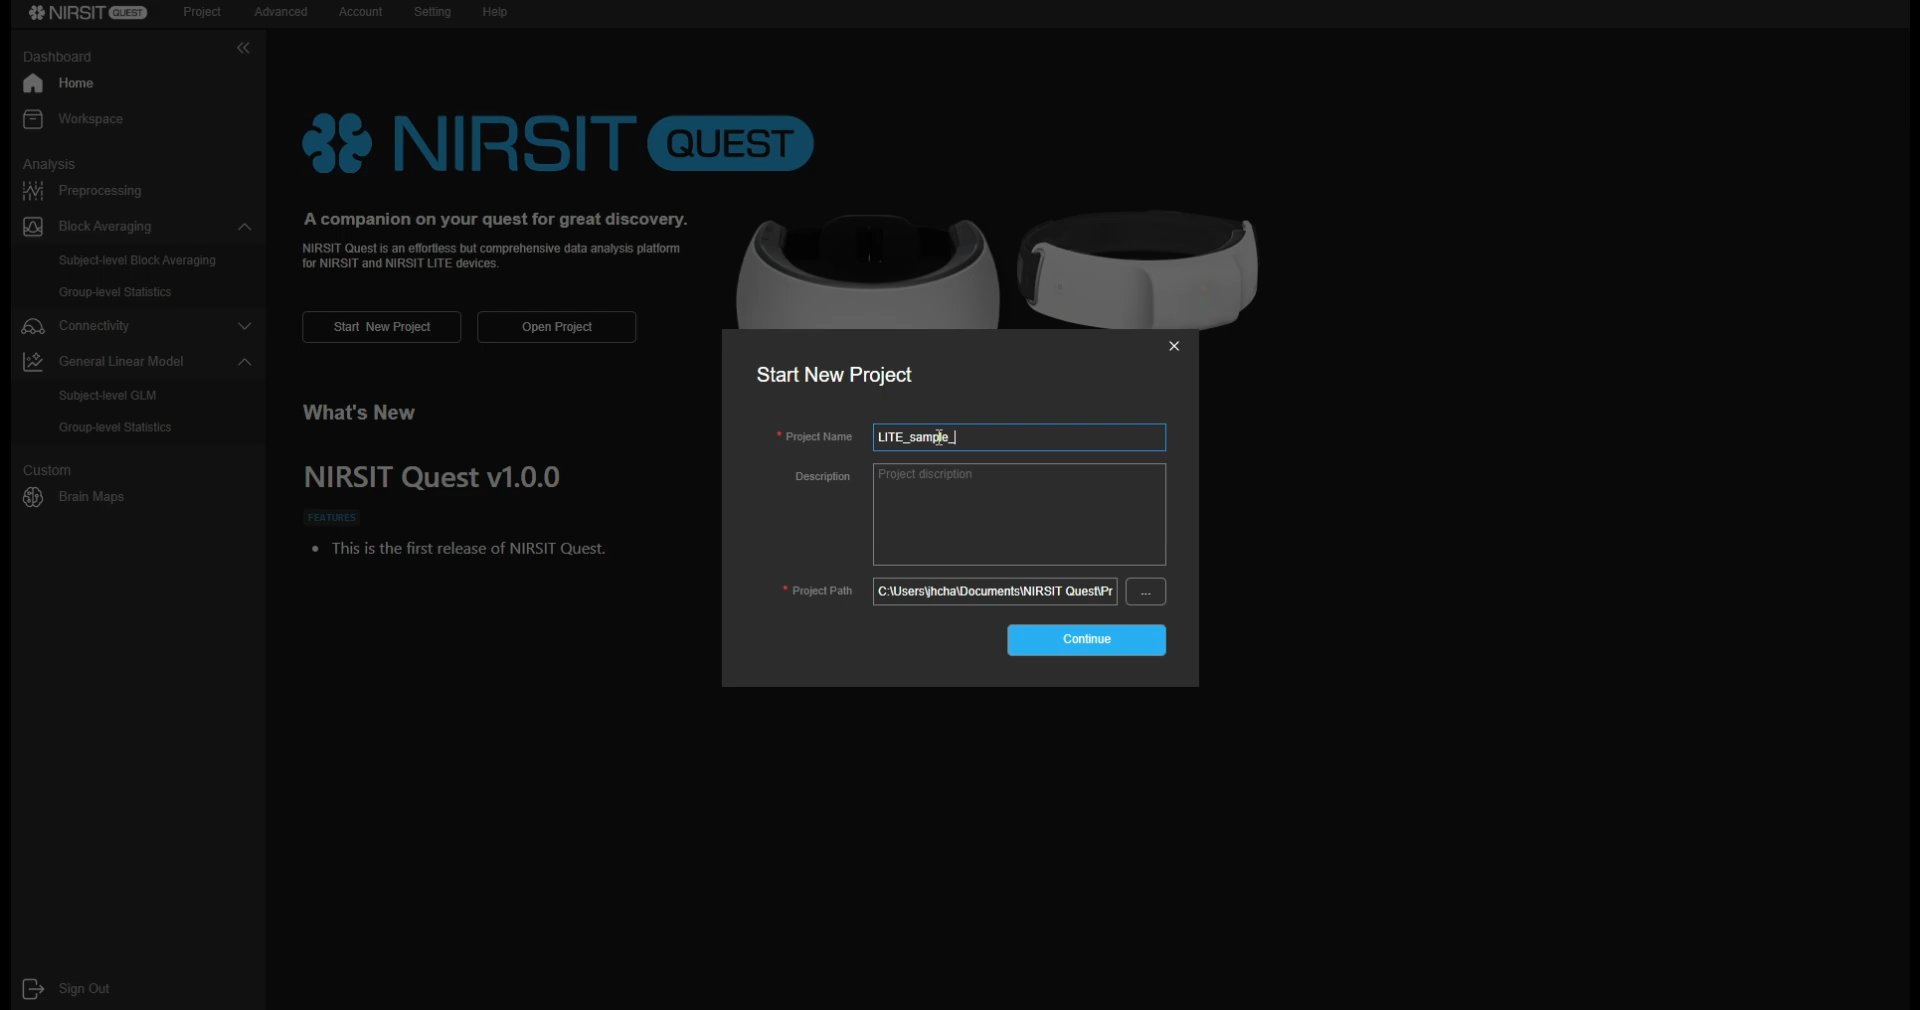 NIRSIT QUEST
Project
Advanced
Account
Setting
Help
Dashboard
Home
Workspace
Analysis
Preprocessing
Block Averaging
Subject-level Block Averaging
Group-level Statistics
Connectivity
General Linear Model
Subject-level GLM
Group-level Statistics
Custom
Brain Maps
Sign Out
NIRSIT QUEST
A companion on your quest for great discovery.
NIRSIT Quest is an effortless but comprehensive data analysis platform
for NIRSIT and NIRSIT LITE devices.
Start New Project
Open Project
What's New
NIRSIT Quest v1.0.0
FEATURES
• This is the first release of NIRSIT Quest.
Start New Project
* Project Name
LITE_sample_
Description
Project discription
* Project Path
C:\Users\jhcha\Documents\NIRSIT Quest\Pr
...
Continue